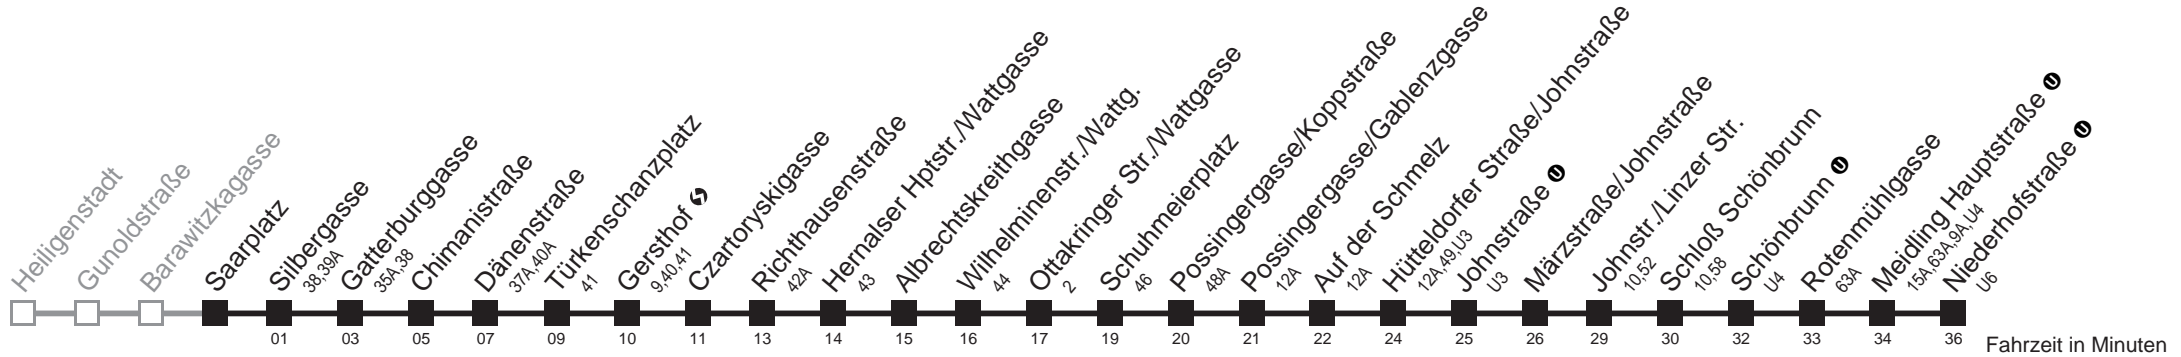 Heiligenstadt
Gunoldstraße
Barawitzkagasse
Saarplatz
Silbergasse
38,39A
01
Gatterburggasse
35A,38
03
Chimanistraße
05
Dänenstraße
37A,40A
07
Türkenschanzplatz
41
09
Gersthof
9,40,41
10
Czartoryskigasse
11
Richthausenstraße
42A
13
Hernalser Hptstr./Wattgasse
43
14
Albrechtskreithgasse
15
Wilhelminenstr./Wattg.
44
16
Ottakringer Str./Wattgasse
2
17
Schuhmeierplatz
46
19
Possingergasse/Koppstraße
48A
20
Possingergasse/Gablenzgasse
12A
21
Auf der Schmelz
12A
22
Hütteldorfer Straße/Johnstraße
12A,49,U3
24
Johnstraße U
U3
25
Märzstraße/Johnstraße
26
Johnstr./Linzer Str.
10,52
29
Schloß Schönbrunn
10,58
30
Schönbrunn U
U4
32
Rotenmühlgasse
63A
33
Meidling Hauptstraße U
15A,63A,9A,U4
34
Niederhofstraße U
U6
36
Fahrzeit in Minuten